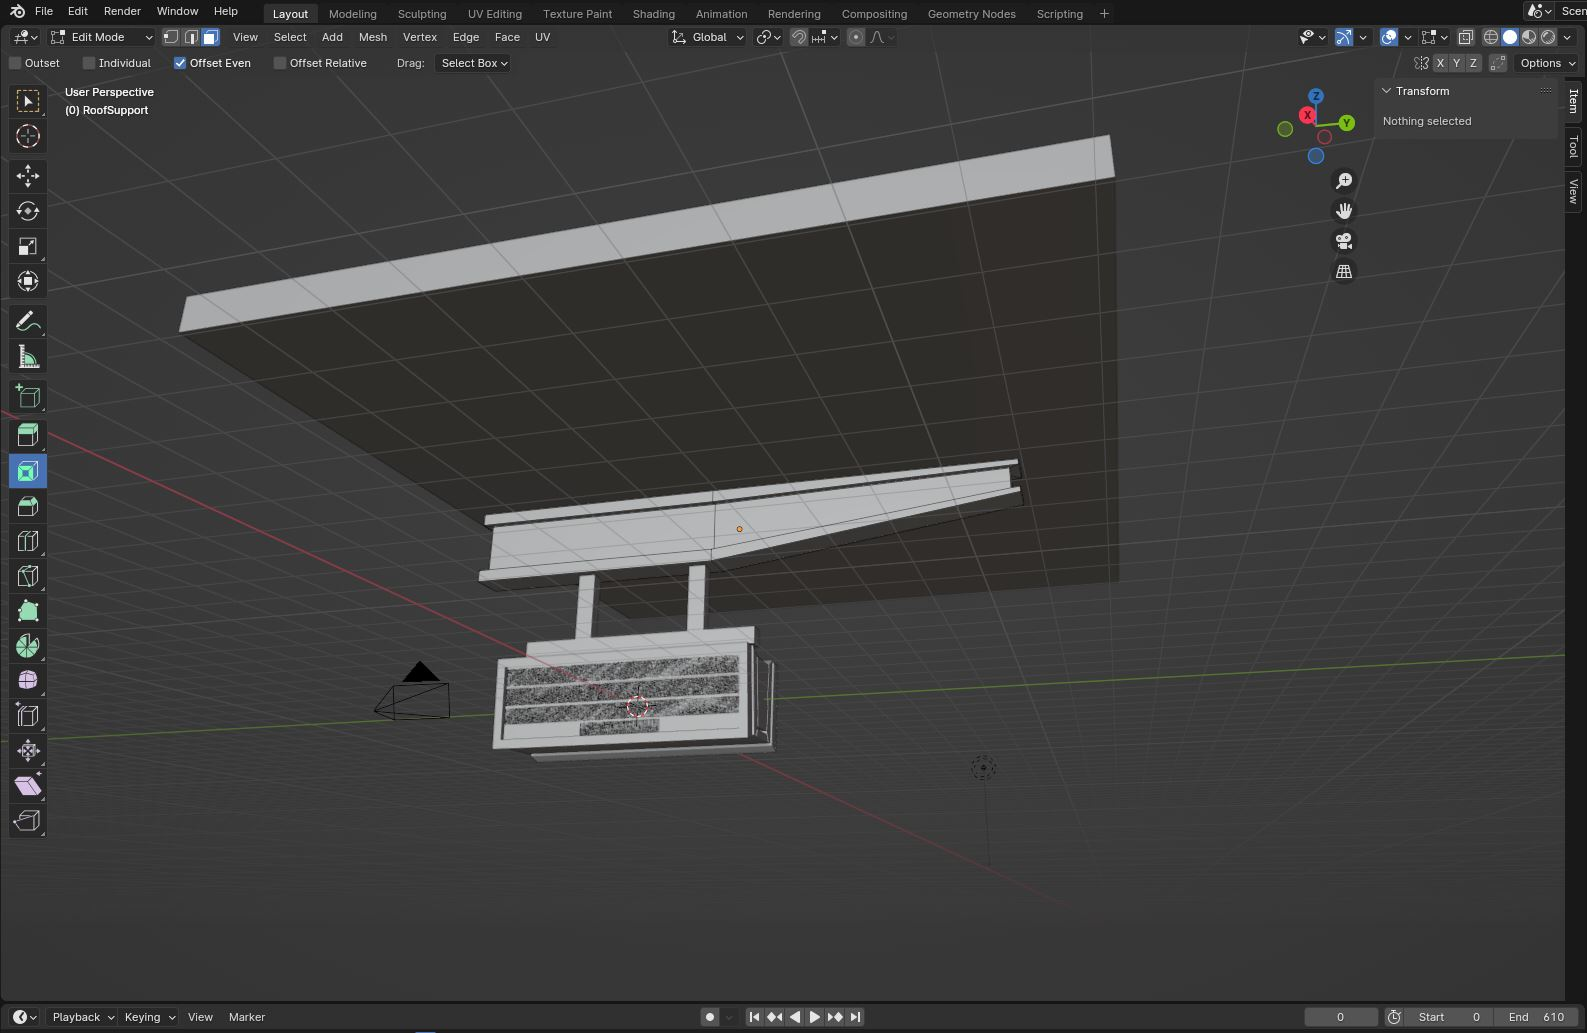 File Edit Render Window Help Layout Modeling Sculpting UV Editing Texture Paint Shading Animation Rendering Compositing Geometry Nodes Scripting + Scen
Edit Mode View Select Add Mesh Vertex Edge Face UV Global
Outset Individual Offset Even Offset Relative Drag: Select Box X Y Z Options
User Perspective
(0) RoofSupport
Z
X
Y
Transform
Nothing selected
Item
Tool
View
Playback Keying View Marker 0 Start 0 End 610